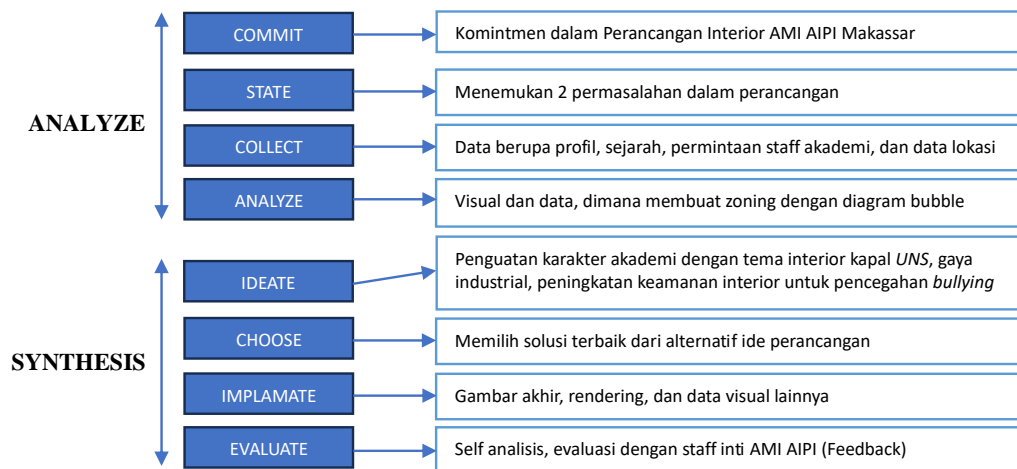 COMMIT
Komintmen dalam Perancangan Interior AMI AIPI Makassar
STATE
Menemukan 2 permasalahan dalam perancangan
ANALYZE
COLLECT
Data berupa profil, sejarah, permintaan staff akademi, dan data lokasi
ANALYZE
Visual dan data, dimana membuat zoning dengan diagram bubble
IDEATE
Penguatan karakter akademi dengan tema interior kapal UNS, gaya
industrial, peningkatan keamanan interior untuk pencegahan bullying
CHOOSE
Memilih solusi terbaik dari alternatif ide perancangan
SYNTHESIS
IMPLAMATE
Gambar akhir, rendering, dan data visual lainnya
EVALUATE
Self analisis, evaluasi dengan staff inti AMI AIPI (Feedback)